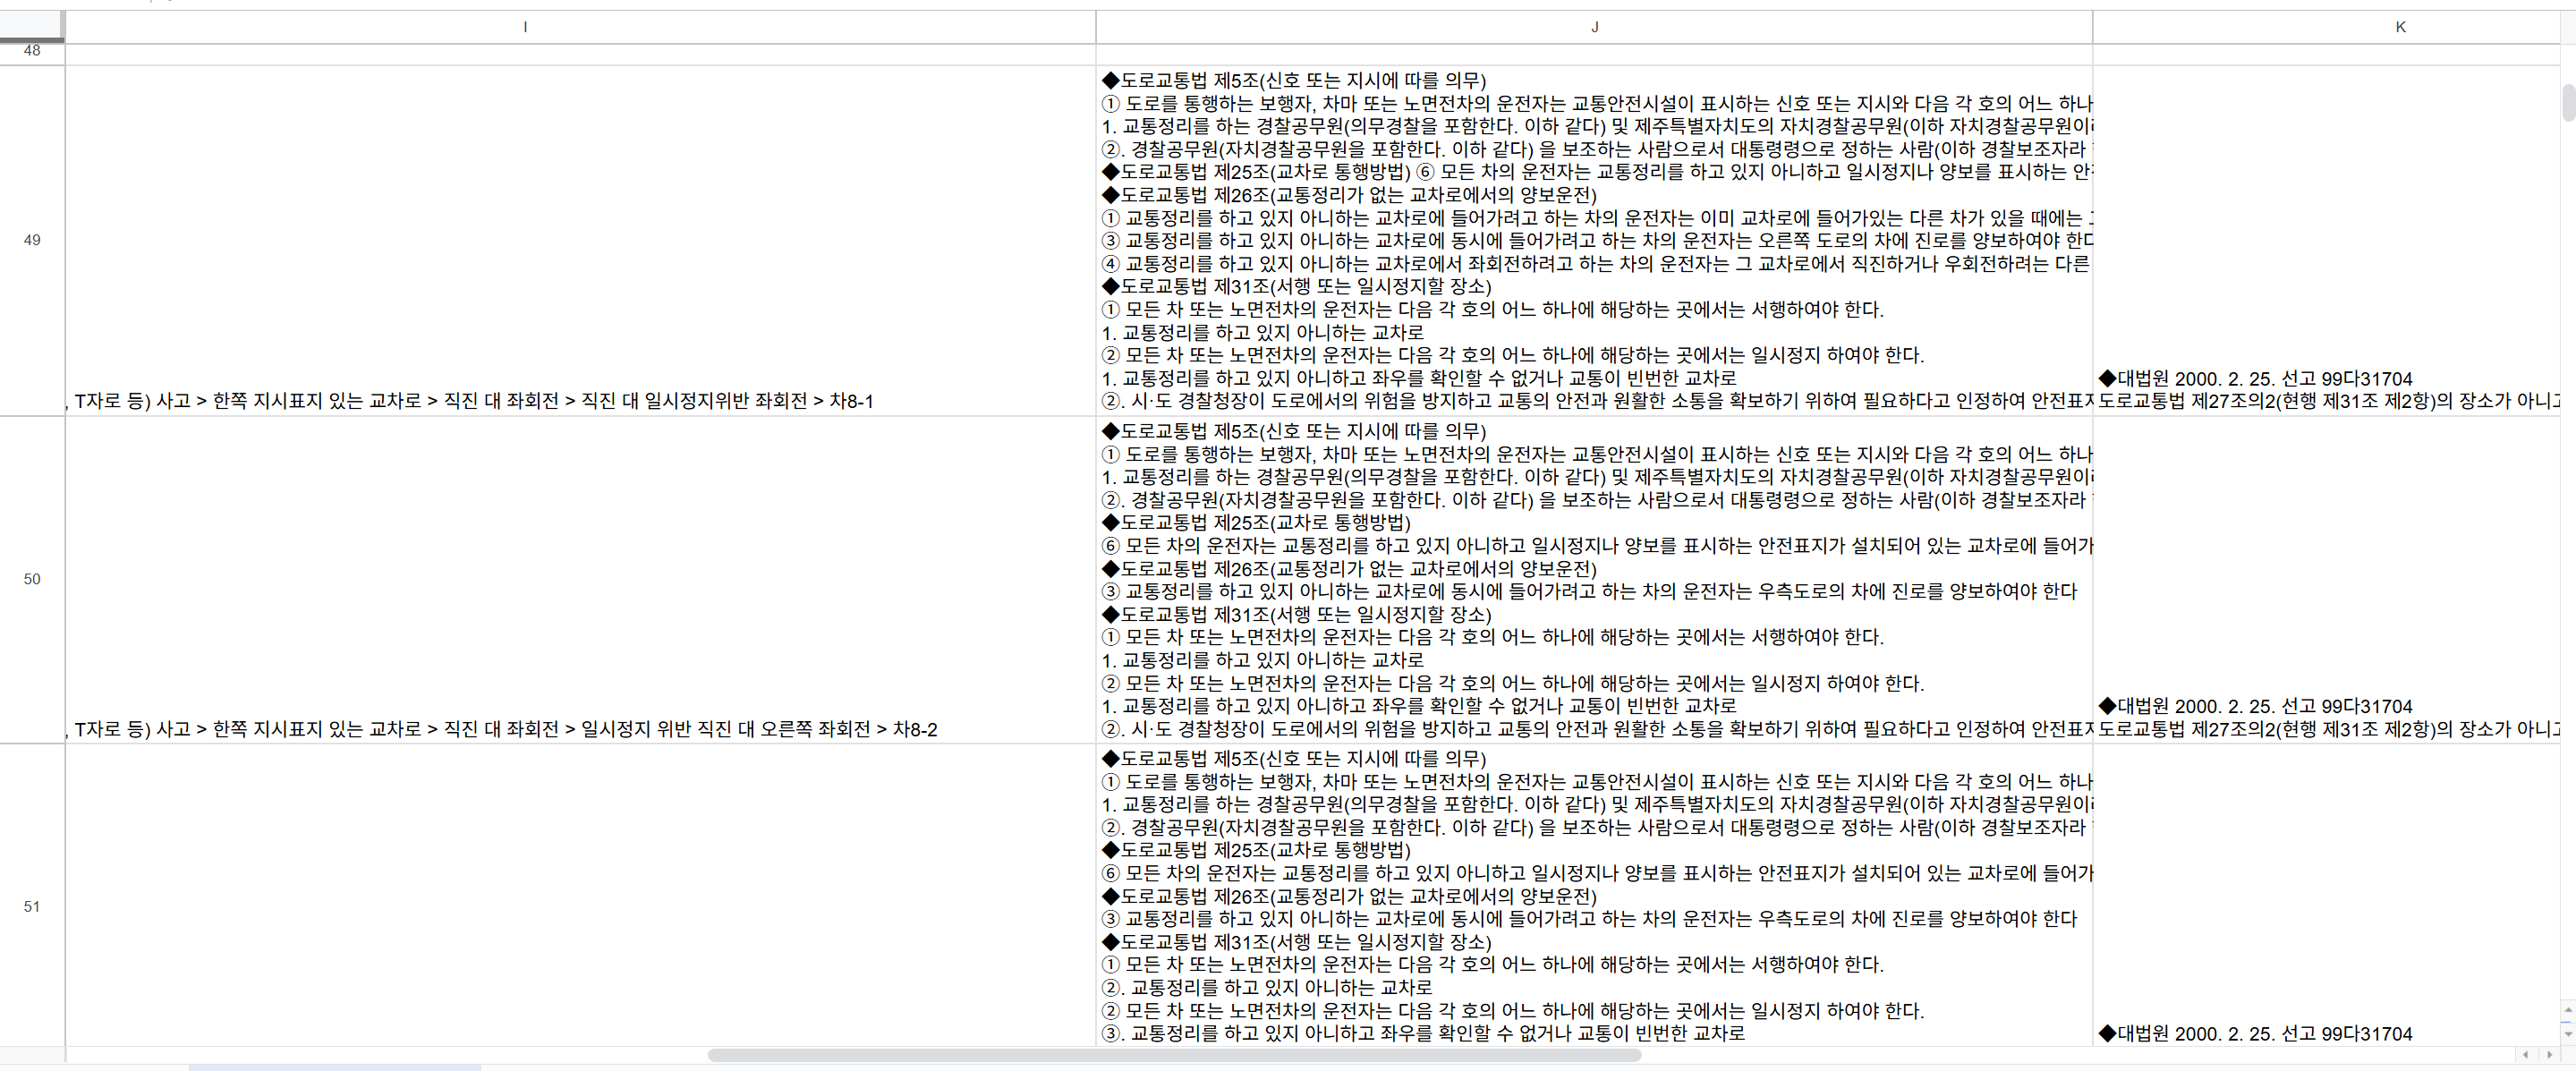 I J K
48
49
◆도로교통법 제5조(신호 또는 지시에 따를 의무)
① 도로를 통행하는 보행자, 차마 또는 노면전차의 운전자는 교통안전시설이 표시하는 신호 또는 지시와 다음 각 호의 어느 하나
1. 교통정리를 하는 경찰공무원(의무경찰을 포함한다. 이하 같다) 및 제주특별자치도의 자치경찰공무원(이하 자치경찰공무원이
②. 경찰공무원(자치경찰공무원을 포함한다. 이하 같다) 을 보조하는 사람으로서 대통령령으로 정하는 사람(이하 경찰보조자라
◆도로교통법 제25조(교차로 통행방법) ⑥ 모든 차의 운전자는 교통정리를 하고 있지 아니하고 일시정지나 양보를 표시하는
◆도로교통법 제26조(교통정리가 없는 교차로에서의 양보운전)
① 교통정리를 하고 있지 아니하는 교차로에 들어가려고 하는 차의 운전자는 이미 교차로에 들어가있는 다른 차가 있을 때에는
③ 교통정리를 하고 있지 아니하는 교차로에 동시에 들어가려고 하는 차의 운전자는 오른쪽 도로의 차에 진로를 양보하여야 한다
④ 교통정리를 하고 있지 아니하는 교차로에서 좌회전하려고 하는 차의 운전자는 그 교차로에서 직진하거나 우회전하려는 다른
◆도로교통법 제31조(서행 또는 일시정지할 장소)
① 모든 차 또는 노면전차의 운전자는 다음 각 호의 어느 하나에 해당하는 곳에서는 서행하여야 한다.
1. 교통정리를 하고 있지 아니하는 교차로
② 모든 차 또는 노면전차의 운전자는 다음 각 호의 어느 하나에 해당하는 곳에서는 일시정지 하여야 한다.
1. 교통정리를 하고 있지 아니하고 좌우를 확인할 수 없거나 교통이 빈번한 교차로
②. 시·도 경찰청장이 도로에서의 위험을 방지하고 교통의 안전과 원활한 소통을 확보하기 위하여 필요하다고 인정하여 안전표지
, T자로 등) 사고 > 한쪽 지시표지 있는 교차로 > 직진 대 좌회전 > 직진 대 일시정지위반 좌회전 > 차8-1
◆대법원 2000. 2. 25. 선고 99다31704
도로교통법 제27조의2(현행 제31조 제2항)의 장소가 아니고
50
◆도로교통법 제5조(신호 또는 지시에 따를 의무)
① 도로를 통행하는 보행자, 차마 또는 노면전차의 운전자는 교통안전시설이 표시하는 신호 또는 지시와 다음 각 호의 어느 하나
1. 교통정리를 하는 경찰공무원(의무경찰을 포함한다. 이하 같다) 및 제주특별자치도의 자치경찰공무원(이하 자치경찰공무원이
②. 경찰공무원(자치경찰공무원을 포함한다. 이하 같다) 을 보조하는 사람으로서 대통령령으로 정하는 사람(이하 경찰보조자라
◆도로교통법 제25조(교차로 통행방법)
⑥ 모든 차의 운전자는 교통정리를 하고 있지 아니하고 일시정지나 양보를 표시하는 안전표지가 설치되어 있는 교차로에 들어가
◆도로교통법 제26조(교통정리가 없는 교차로에서의 양보운전)
③ 교통정리를 하고 있지 아니하는 교차로에 동시에 들어가려고 하는 차의 운전자는 우측도로의 차에 진로를 양보하여야 한다
◆도로교통법 제31조(서행 또는 일시정지할 장소)
① 모든 차 또는 노면전차의 운전자는 다음 각 호의 어느 하나에 해당하는 곳에서는 서행하여야 한다.
1. 교통정리를 하고 있지 아니하는 교차로
② 모든 차 또는 노면전차의 운전자는 다음 각 호의 어느 하나에 해당하는 곳에서는 일시정지 하여야 한다.
1. 교통정리를 하고 있지 아니하고 좌우를 확인할 수 없거나 교통이 빈번한 교차로
②. 시·도 경찰청장이 도로에서의 위험을 방지하고 교통의 안전과 원활한 소통을 확보하기 위하여 필요하다고 인정하여 안전표지
, T자로 등) 사고 > 한쪽 지시표지 있는 교차로 > 직진 대 좌회전 > 일시정지 위반 직진 대 오른쪽 좌회전 > 차8-2
◆대법원 2000. 2. 25. 선고 99다31704
도로교통법 제27조의2(현행 제31조 제2항)의 장소가 아니고
51
◆도로교통법 제5조(신호 또는 지시에 따를 의무)
① 도로를 통행하는 보행자, 차마 또는 노면전차의 운전자는 교통안전시설이 표시하는 신호 또는 지시와 다음 각 호의 어느 하나
1. 교통정리를 하는 경찰공무원(의무경찰을 포함한다. 이하 같다) 및 제주특별자치도의 자치경찰공무원(이하 자치경찰공무원이
②. 경찰공무원(자치경찰공무원을 포함한다. 이하 같다) 을 보조하는 사람으로서 대통령령으로 정하는 사람(이하 경찰보조자라
◆도로교통법 제25조(교차로 통행방법)
⑥ 모든 차의 운전자는 교통정리를 하고 있지 아니하고 일시정지나 양보를 표시하는 안전표지가 설치되어 있는 교차로에 들어가
◆도로교통법 제26조(교통정리가 없는 교차로에서의 양보운전)
③ 교통정리를 하고 있지 아니하는 교차로에 동시에 들어가려고 하는 차의 운전자는 우측도로의 차에 진로를 양보하여야 한다
◆도로교통법 제31조(서행 또는 일시정지할 장소)
① 모든 차 또는 노면전차의 운전자는 다음 각 호의 어느 하나에 해당하는 곳에서는 서행하여야 한다.
②. 교통정리를 하고 있지 아니하는 교차로
② 모든 차 또는 노면전차의 운전자는 다음 각 호의 어느 하나에 해당하는 곳에서는 일시정지 하여야 한다.
③. 교통정리를 하고 있지 아니하고 좌우를 확인할 수 없거나 교통이 빈번한 교차로
◆대법원 2000. 2. 25. 선고 99다31704